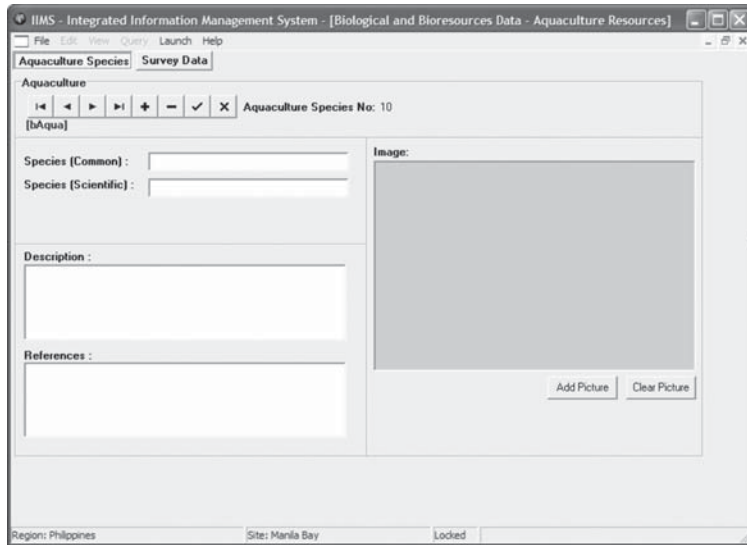 IIMS - Integrated Information Management System - [Biological and Bioresources Data - Aquaculture Resources]
File Edit View Query Launch Help
Aquaculture Species Survey Data
Aquaculture
Aquaculture Species No: 10
[bAqua]
Species (Common) :
Species (Scientific) :
Description :
References :
Image:
Add Picture Clear Picture
Region: Philippines Site: Manila Bay Locked